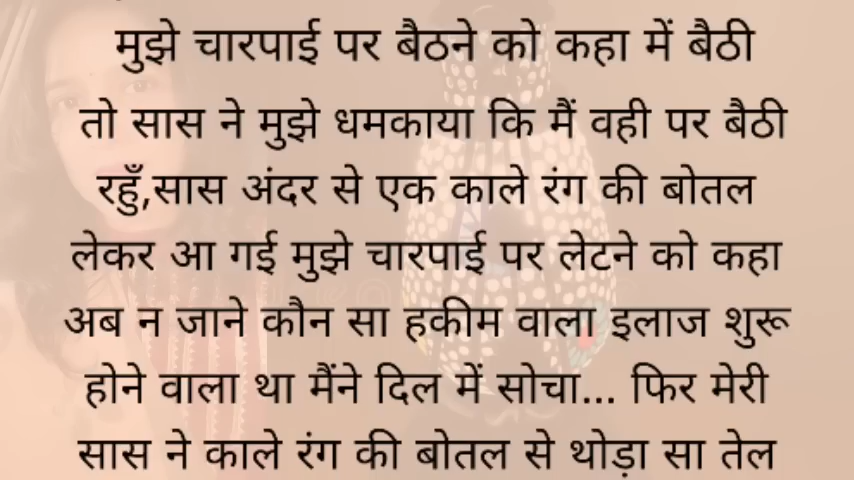 मुझे चारपाई पर बैठने को कहा में बैठी
तो सास ने मुझे धमकाया कि मैं वही पर बैठी
रहुँ,सास अंदर से एक काले रंग की बोतल
लेकर आ गई मुझे चारपाई पर लेटने को कहा
अब न जाने कौन सा हकीम वाला इलाज शुरू
होने वाला था मैंने दिल में सोचा... फिर मेरी
सास ने काले रंग की बोतल से थोड़ा सा तेल